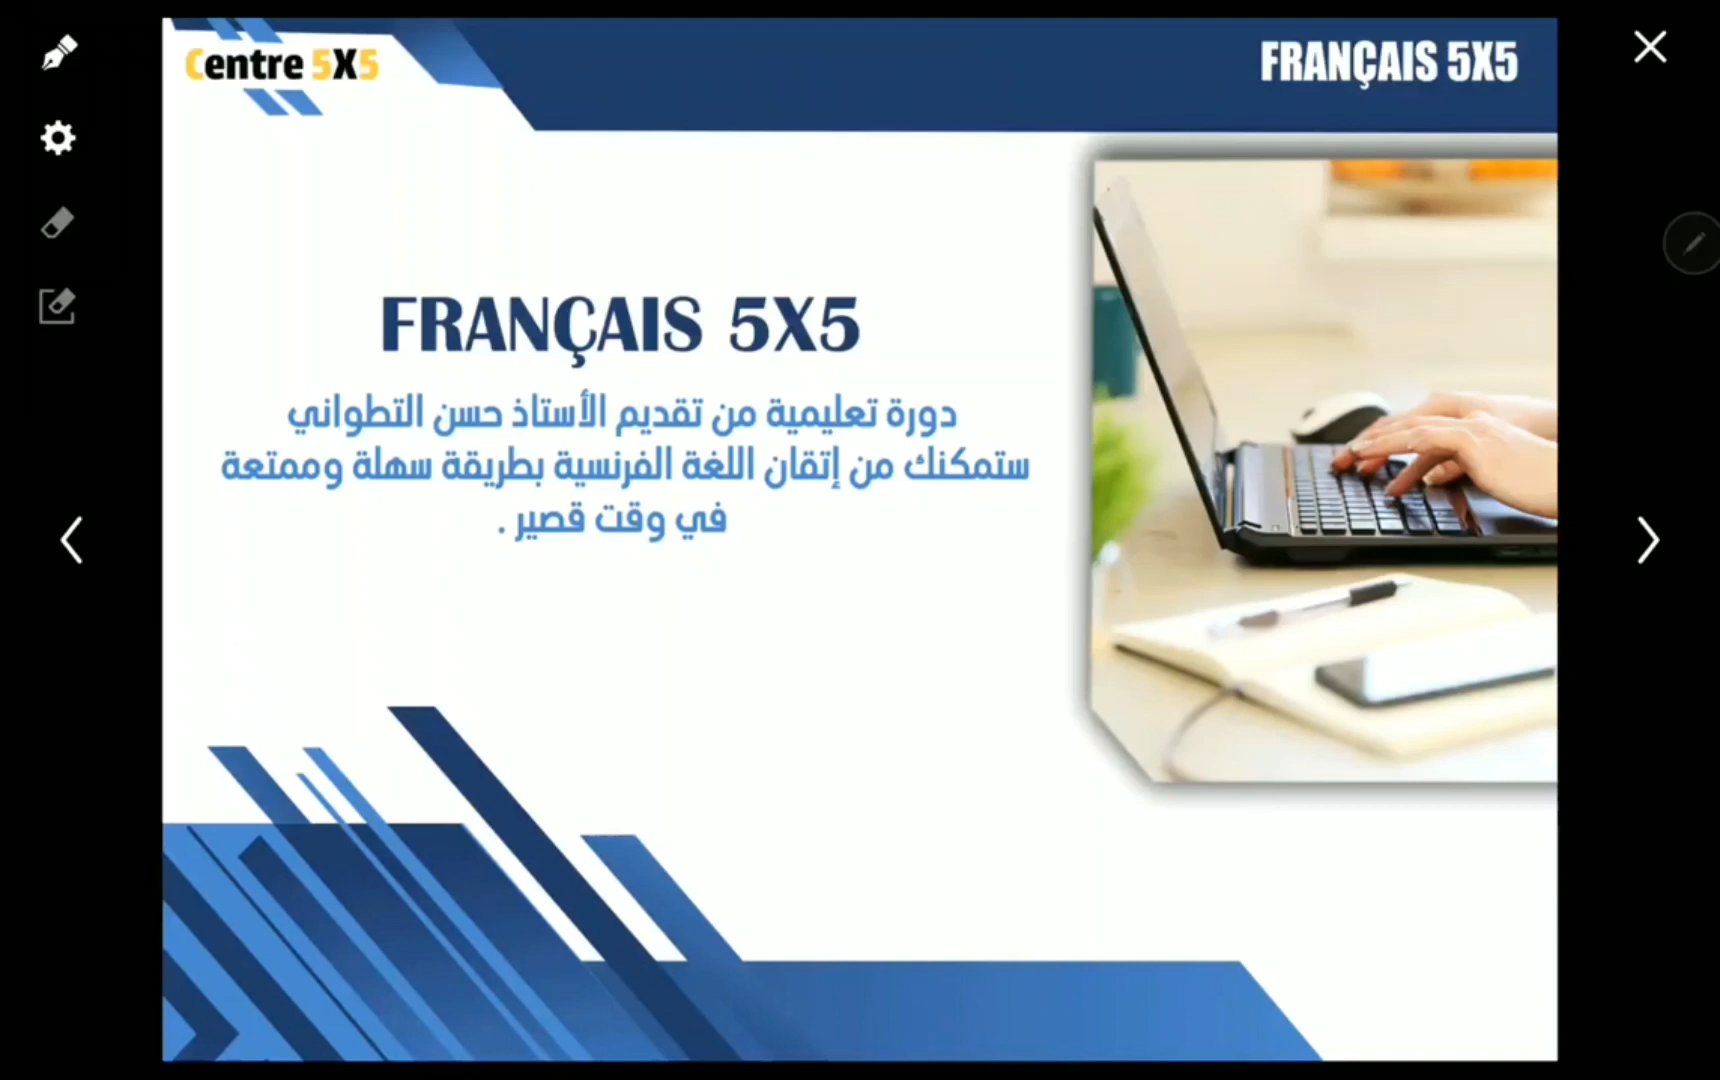 Centre 5X5
FRANÇAIS 5X5
FRANÇAIS 5X5
دورة تعليمية من تقديم الأستاذ حسن التطواني
ستمكنك من إتقان اللغة الفرنسية بطريقة سهلة وممتعة
في وقت قصير .